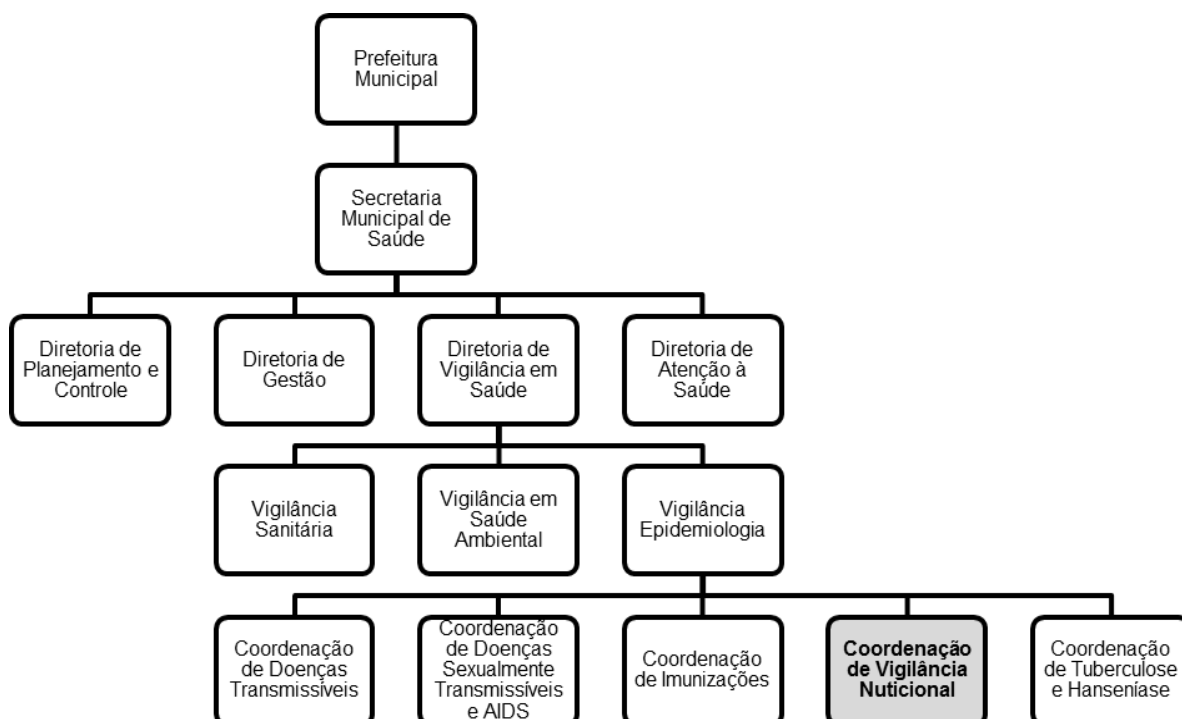 Prefeitura
Municipal
Secretaria
Municipal de
Saúde
Diretoria de
Planejamento e
Controle
Diretoria de
Gestão
Diretoria de
Vigilância em
Saúde
Diretoria de
Atenção à
Saúde
Vigilância
Sanitária
Vigilância em
Saúde
Ambiental
Vigilância
Epidemiologia
Coordenação
de Doenças
Transmissíveis
Coordenação
de Doenças
Sexualmente
Transmissíveis
e AIDS
Coordenação
de Imunizações
Coordenação
de Vigilância
Nuticional
Coordenação
de Tuberculose
e Hanseníase